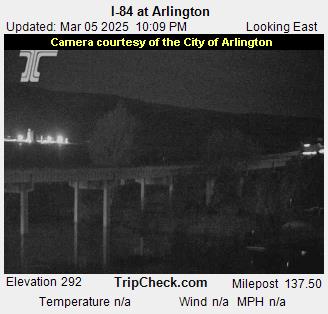 I-84 at Arlington
Updated: Mar 05 2025 10:09 PM Looking East
Camera courtesy of the City of Arlington
Elevation 292 TripCheck.com Milepost 137.50
Temperature n/a Wind n/a MPH n/a